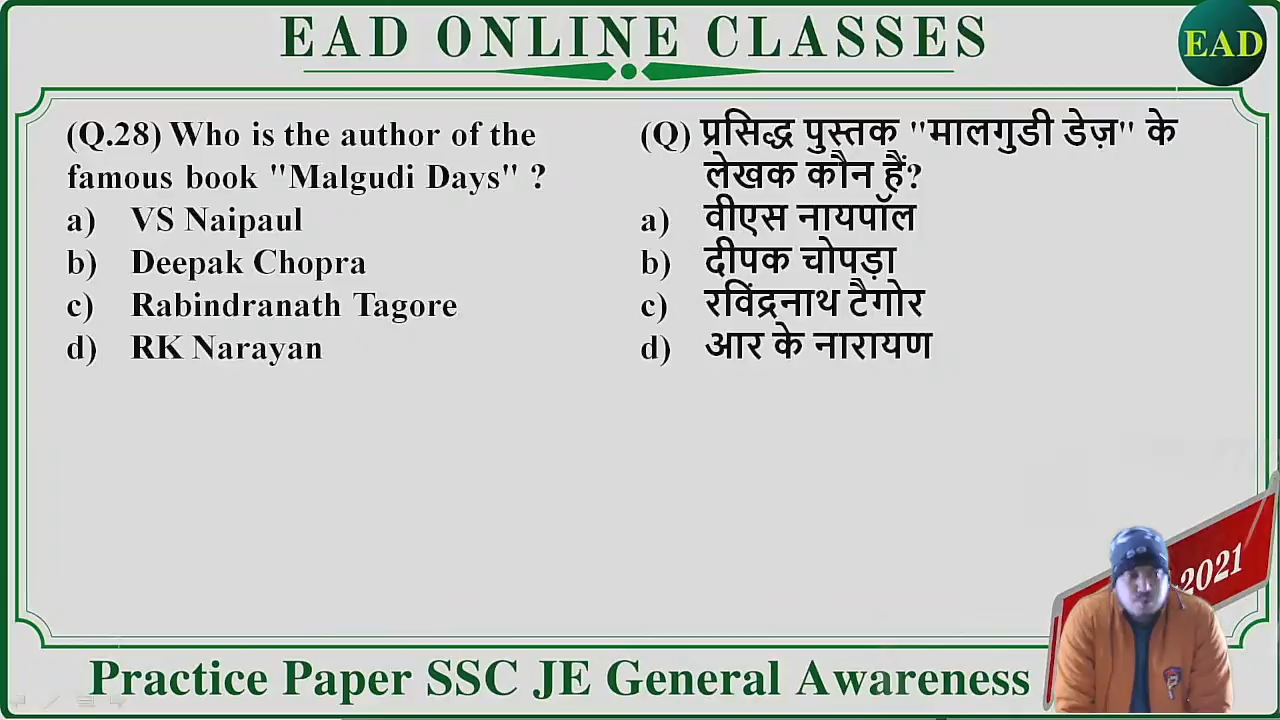 EAD ONLINE CLASSES
EAD
(Q.28) Who is the author of the
famous book "Malgudi Days" ?
a) VS Naipaul
b) Deepak Chopra
c) Rabindranath Tagore
d) RK Narayan
(Q) प्रसिद्ध पुस्तक "मालगुडी डेज़" के
लेखक कौन हैं?
a) वीएस नायपॉल
b) दीपक चोपड़ा
c) रविंद्रनाथ टैगोर
d) आर के नारायण
2021
Practice Paper SSC JE General Awareness